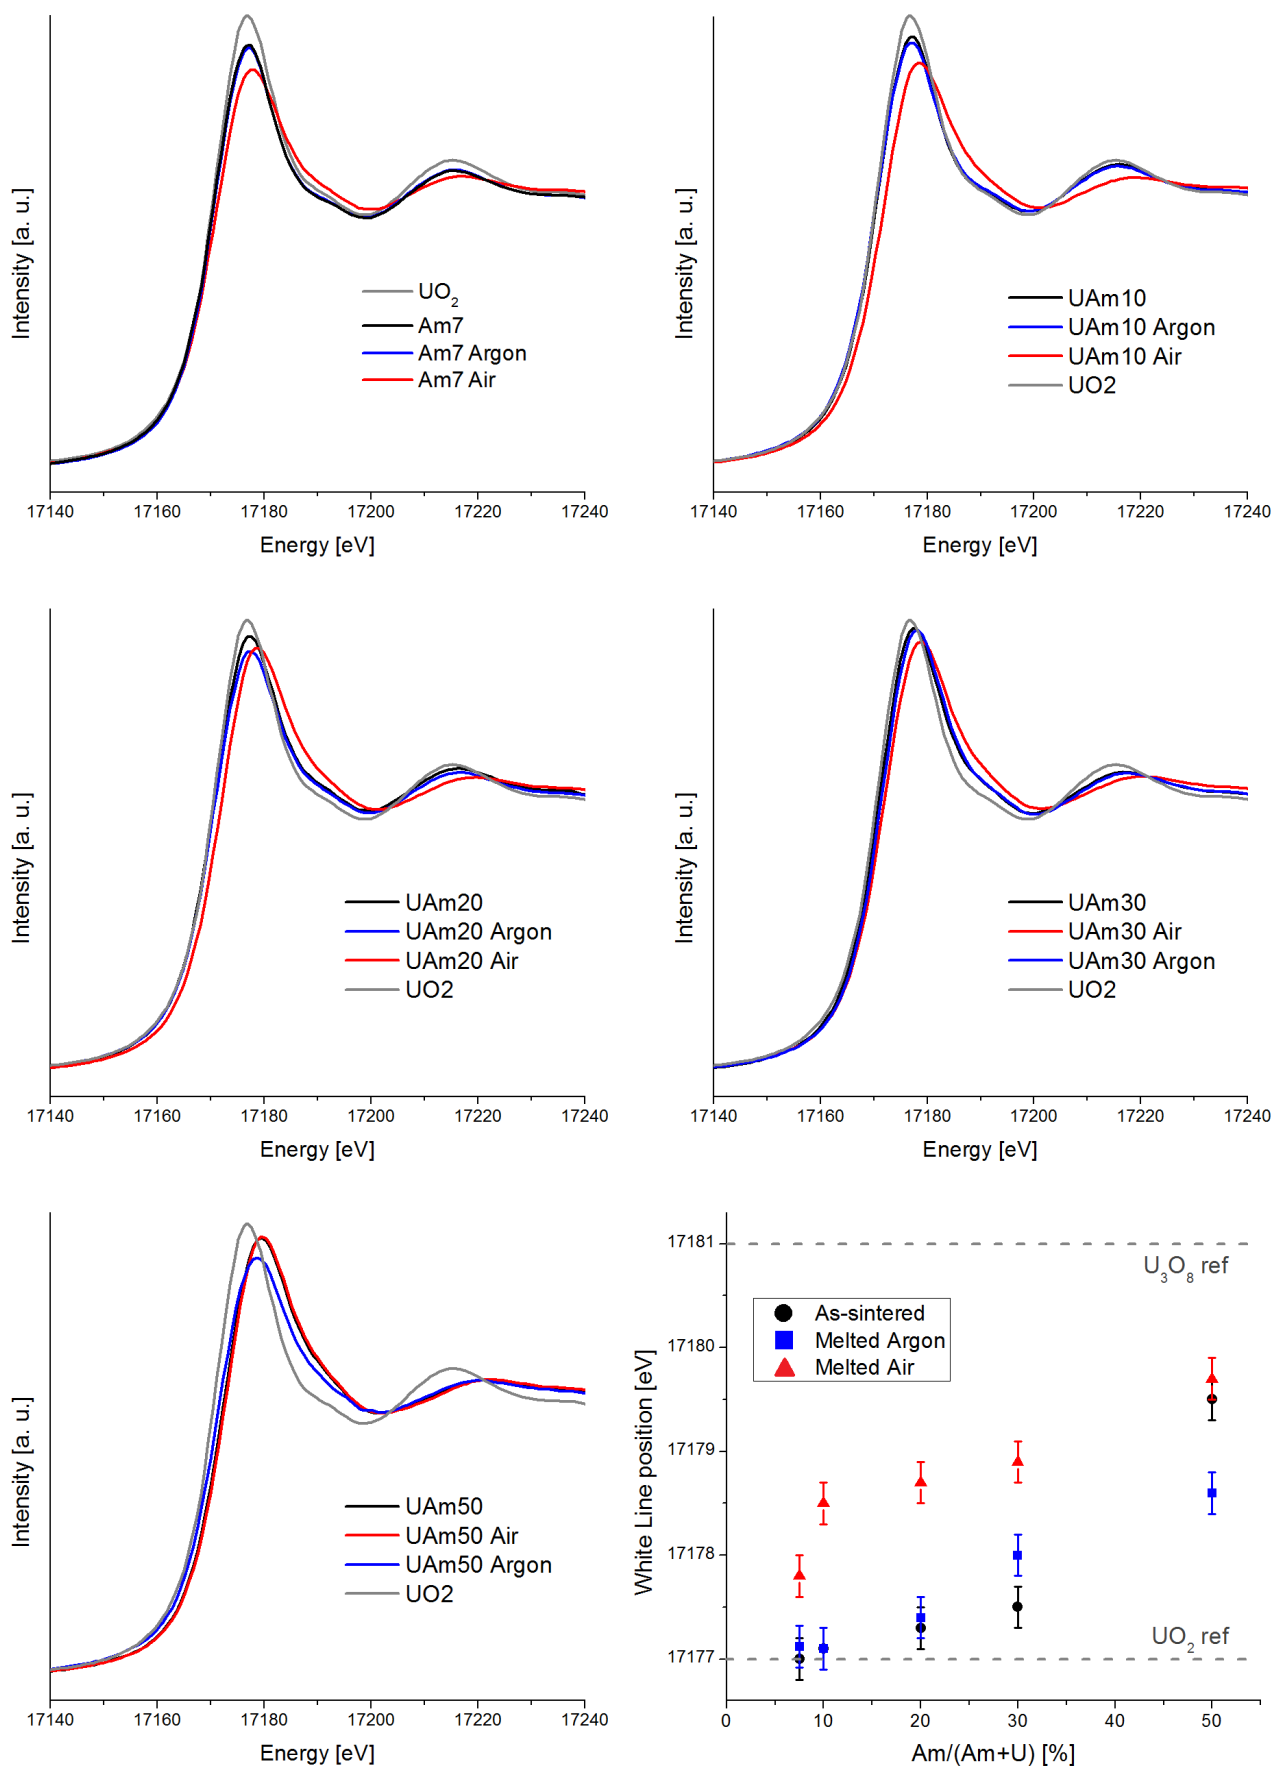 Intensity [a. u.]
UO2
Am7
Am7 Argon
Am7 Air
17140 17160 17180 17200 17220 17240
Energy [eV]
Intensity [a. u.]
UAm10
UAm10 Argon
UAm10 Air
UO2
17140 17160 17180 17200 17220 17240
Energy [eV]
Intensity [a. u.]
UAm20
UAm20 Argon
UAm20 Air
UO2
17140 17160 17180 17200 17220 17240
Energy [eV]
Intensity [a. u.]
UAm30
UAm30 Air
UAm30 Argon
UO2
17140 17160 17180 17200 17220 17240
Energy [eV]
Intensity [a. u.]
UAm50
UAm50 Air
UAm50 Argon
UO2
17140 17160 17180 17200 17220 17240
Energy [eV]
White Line position [eV]
17181
U3O8 ref
As-sintered
Melted Argon
Melted Air
17180
17179
17178
UO2 ref
17177
0 10 20 30 40 50
Am/(Am+U) [%]